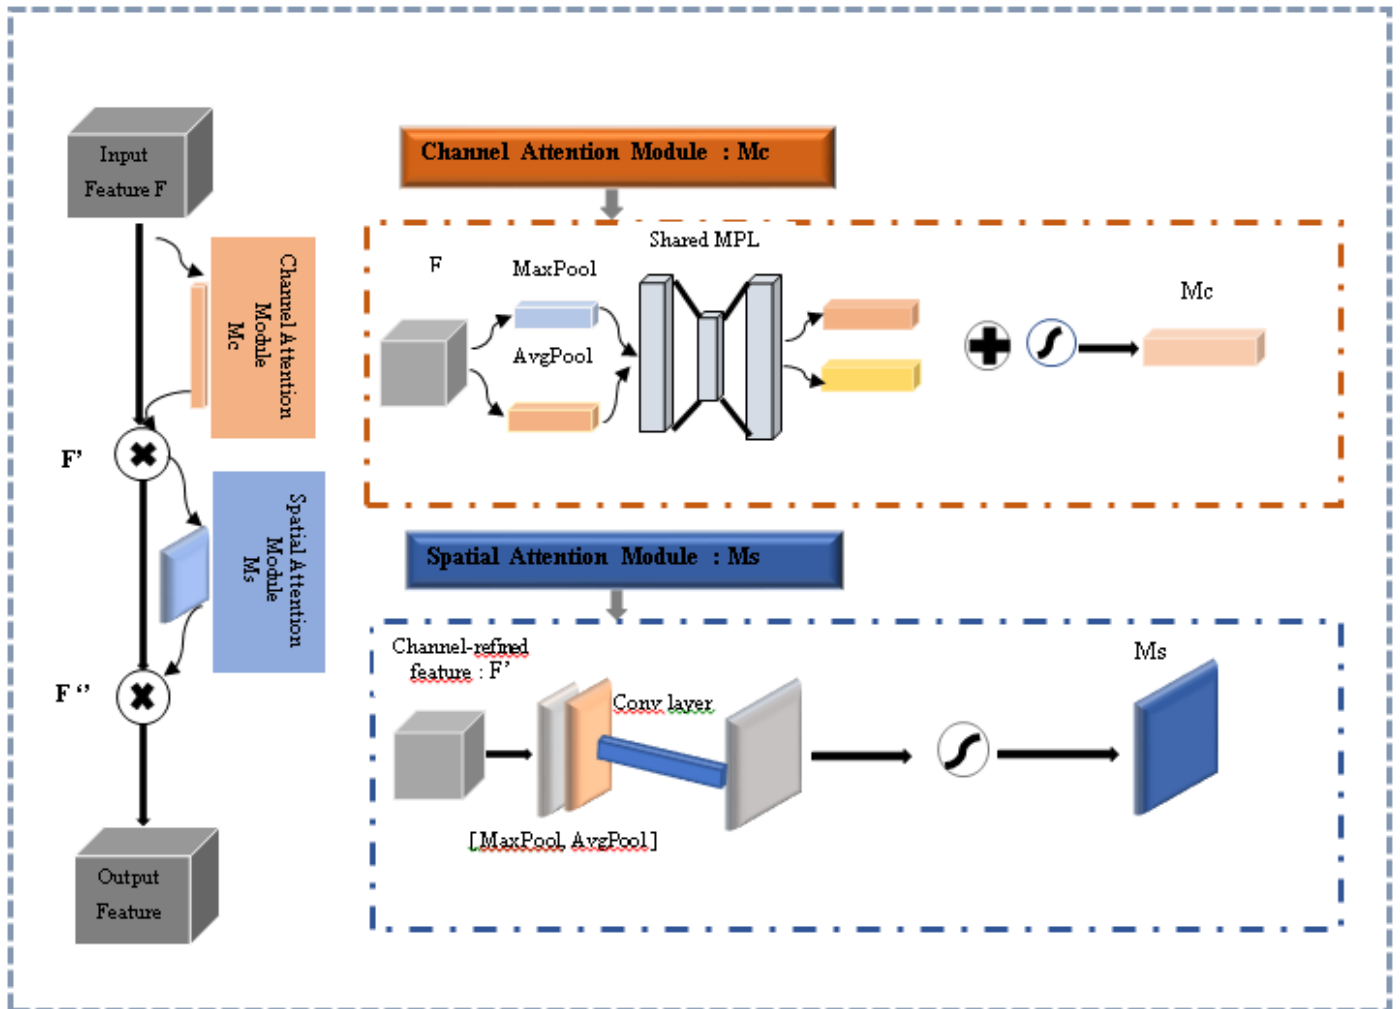 Input
Feature F
Channel Attention
Module
Mc
F’
Spatial Attention
Module
Ms
F ‘’
Output
Feature
Channel Attention Module : Mc
Shared MPL
F
MaxPool
AvgPool
Mc
Spatial Attention Module : Ms
Channel-refined
feature : F’
Conv layer
[ MaxPool, AvgPool ]
Ms